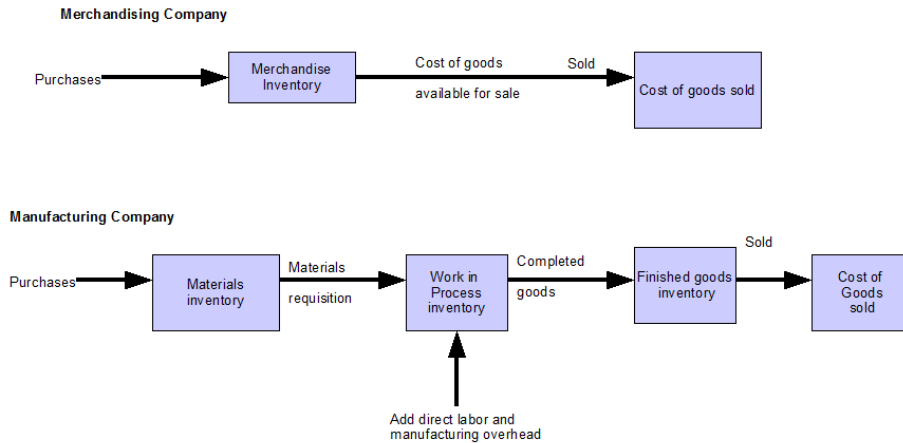 Merchandising Company
Purchases
Merchandise
Inventory
Cost of goods
available for sale
Sold
Cost of goods sold
Manufacturing Company
Purchases
Materials
inventory
Materials
requisition
Work in
Process
inventory
Completed
goods
Finished goods
inventory
Sold
Cost of
Goods
sold
Add direct labor and
manufacturing overhead